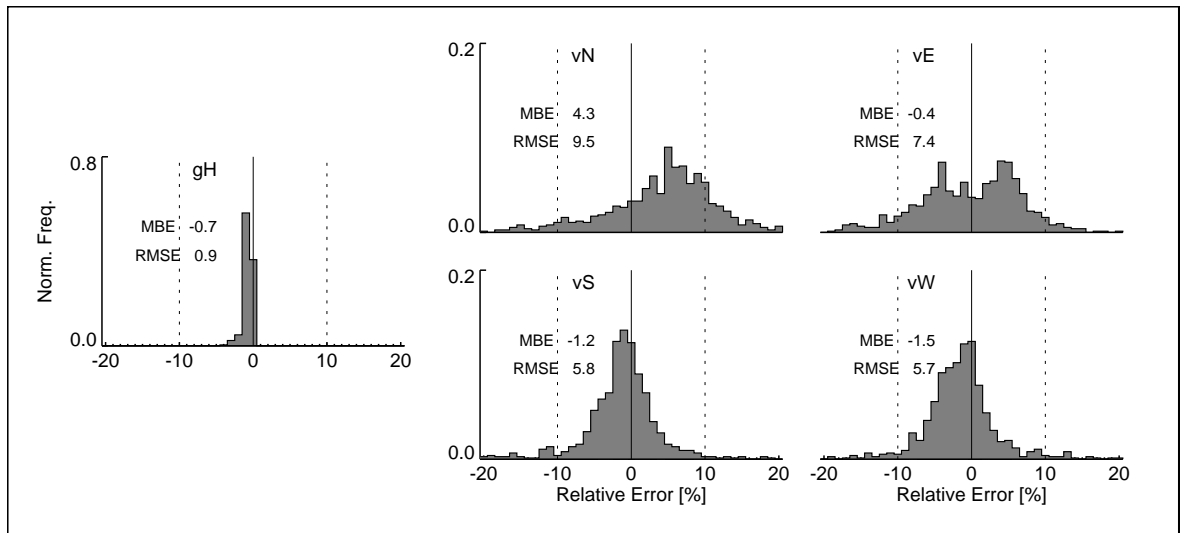 0.8
Norm. Freq.
0.0
gH
MBE -0.7
RMSE 0.9
-20 -10 0 10 20
0.2
0.0
vN
MBE 4.3
RMSE 9.5
vE
MBE -0.4
RMSE 7.4
0.2
0.0
vS
MBE -1.2
RMSE 5.8
-20 -10 0 10 20
Relative Error [%]
vW
MBE -1.5
RMSE 5.7
-20 -10 0 10 20
Relative Error [%]